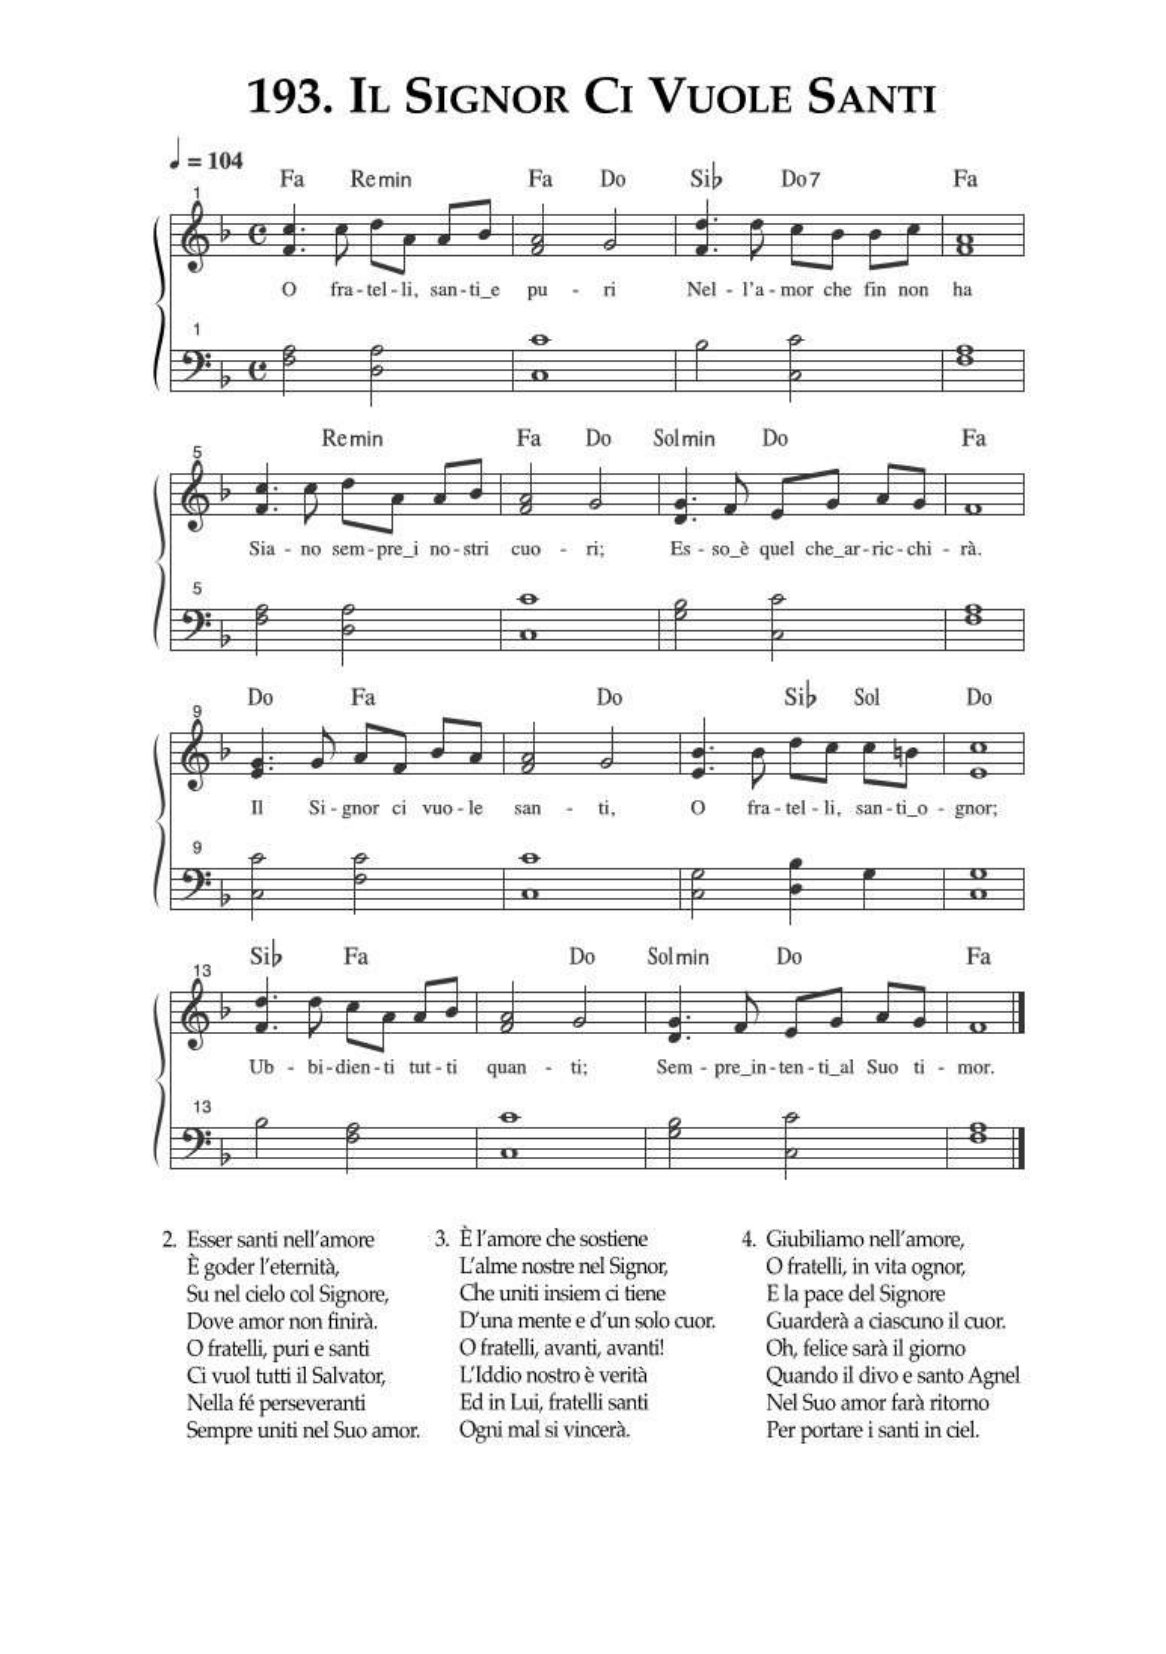 193. Il Signor Ci Vuole Santi
♩ = 104
Fa Re min Fa Do Si♭ Do7 Fa
1
O fra - tel - li, san - ti_e pu - ri Nel - l'a - mor che fin non ha
1
Re min Fa Do Sol min Do Fa
5
Sia - no sem - pre_i no - stri cuo - ri; Es - so_è quel che_ar - ric - chi - rà.
5
Do Fa Do Si♭ Sol Do
9
Il Si - gnor ci vuo - le san - ti, O fra - tel - li, san - ti_o - gnor;
9
Si♭ Fa Do Sol min Do Fa
13
Ub - bi - dien - ti tut - ti quan - ti; Sem - pre_in - ten - ti_al Suo ti - mor.
13
2. Esser santi nell'amore
È goder l'eternità,
Su nel cielo col Signore,
Dove amor non finirà.
O fratelli, puri e santi
Ci vuol tutti il Salvator,
Nella fé perseveranti
Sempre uniti nel Suo amor.
3. È l'amore che sostiene
L'alme nostre nel Signor,
Che uniti insiem ci tiene
D'una mente e d'un solo cuor.
O fratelli, avanti, avanti!
L'Iddio nostro è verità
Ed in Lui, fratelli santi
Ogni mal si vincerà.
4. Giubiliamo nell'amore,
O fratelli, in vita ognor,
E la pace del Signore
Guarderà a ciascuno il cuor.
Oh, felice sarà il giorno
Quando il divo e santo Agnel
Nel Suo amor farà ritorno
Per portare i santi in ciel.